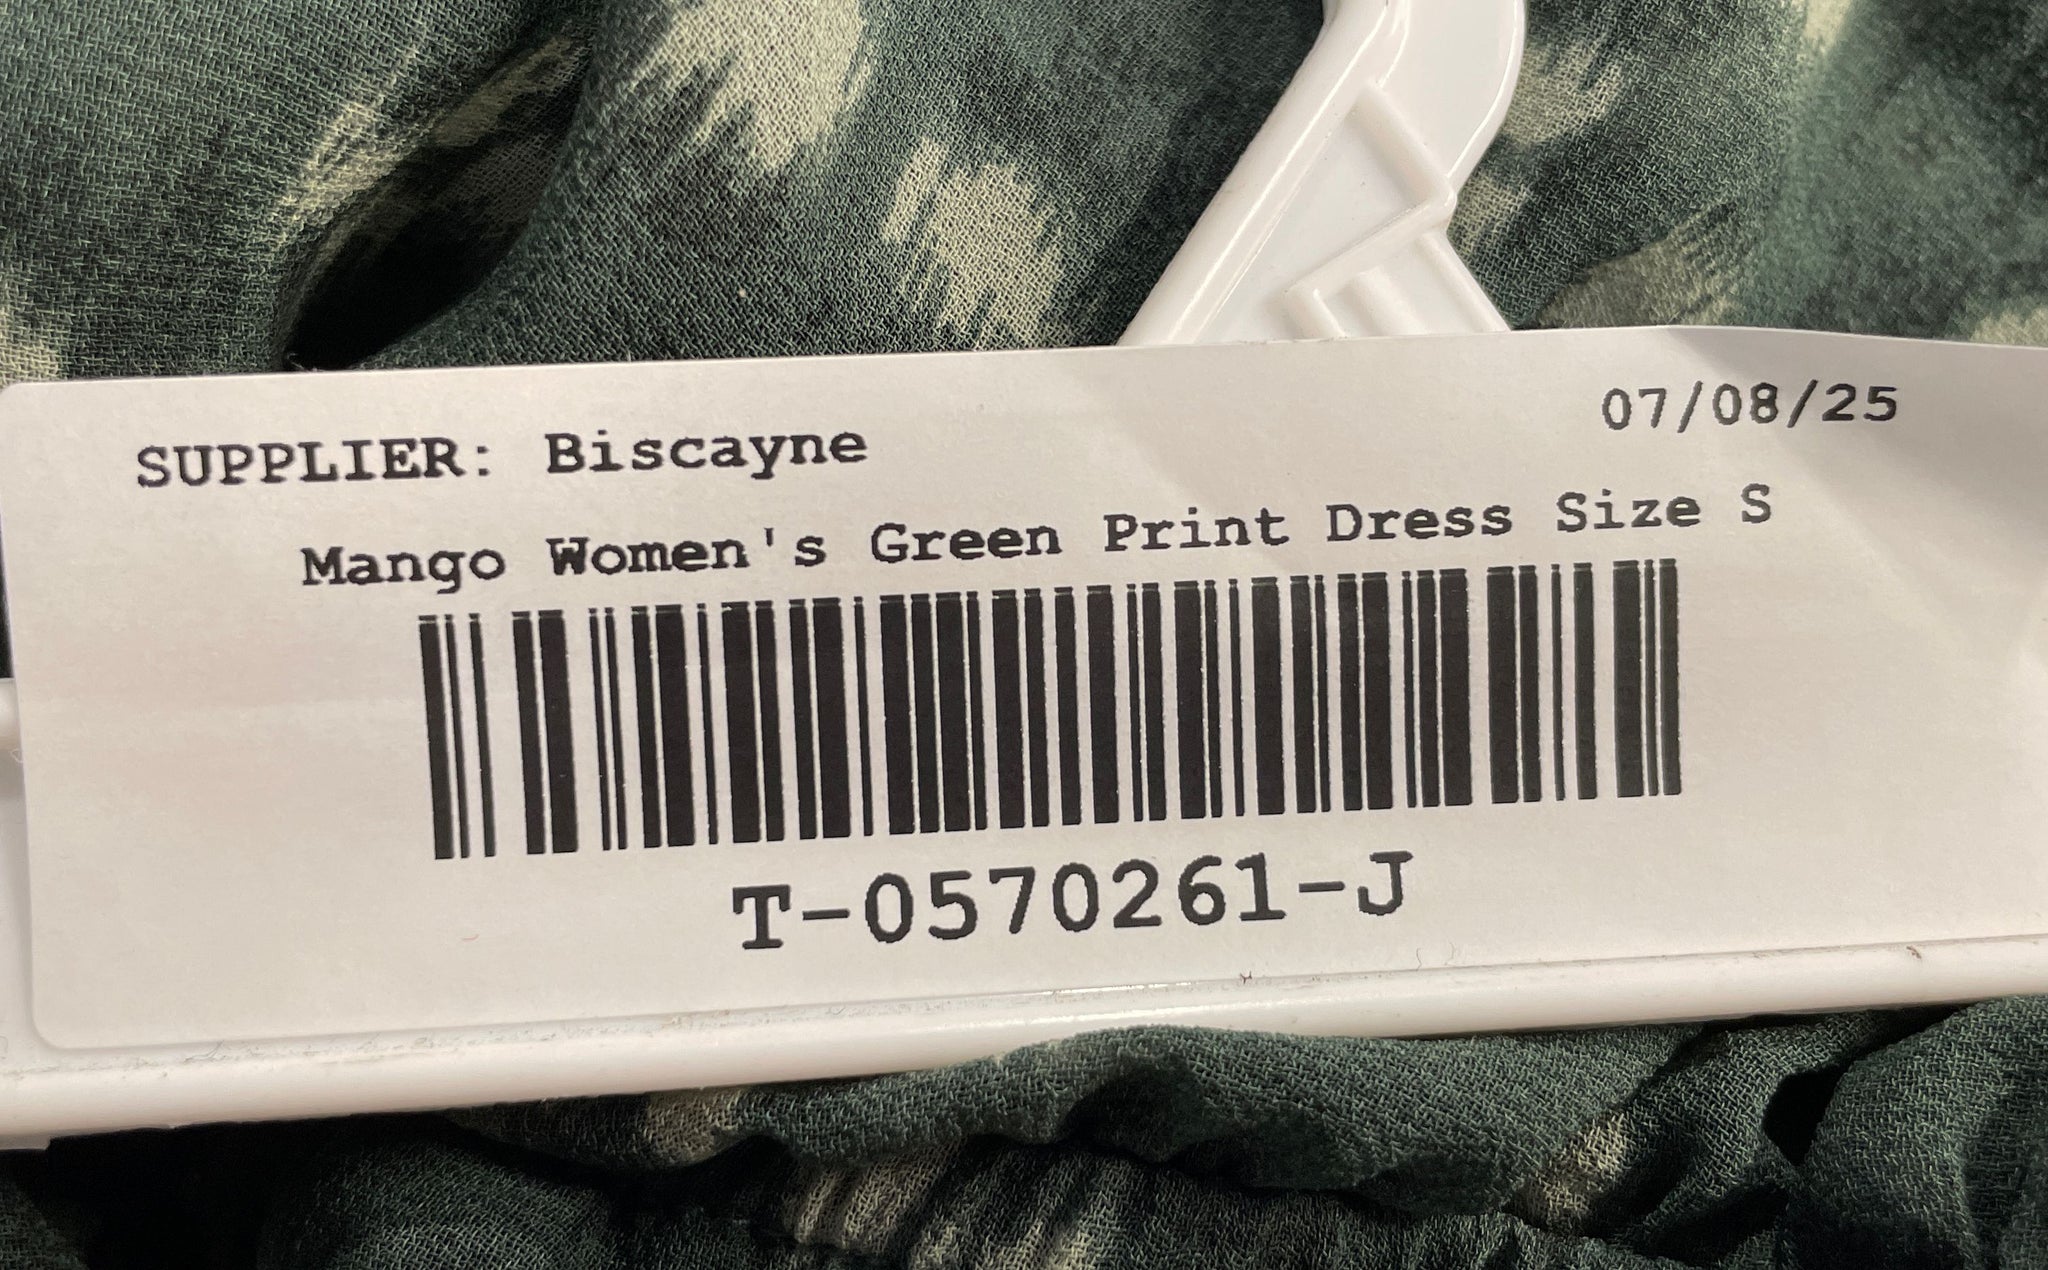 SUPPLIER: Biscayne 07/08/25
Mango Women's Green Print Dress Size S
T-0570261-J